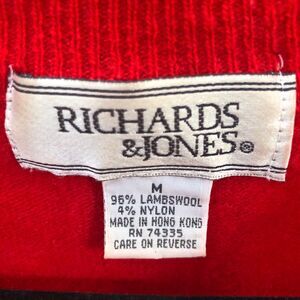 RICHARDS
&JONES®
M
96% LAMBSWOOL
4% NYLON
MADE IN HONG KONG
RN 74335
CARE ON REVERSE